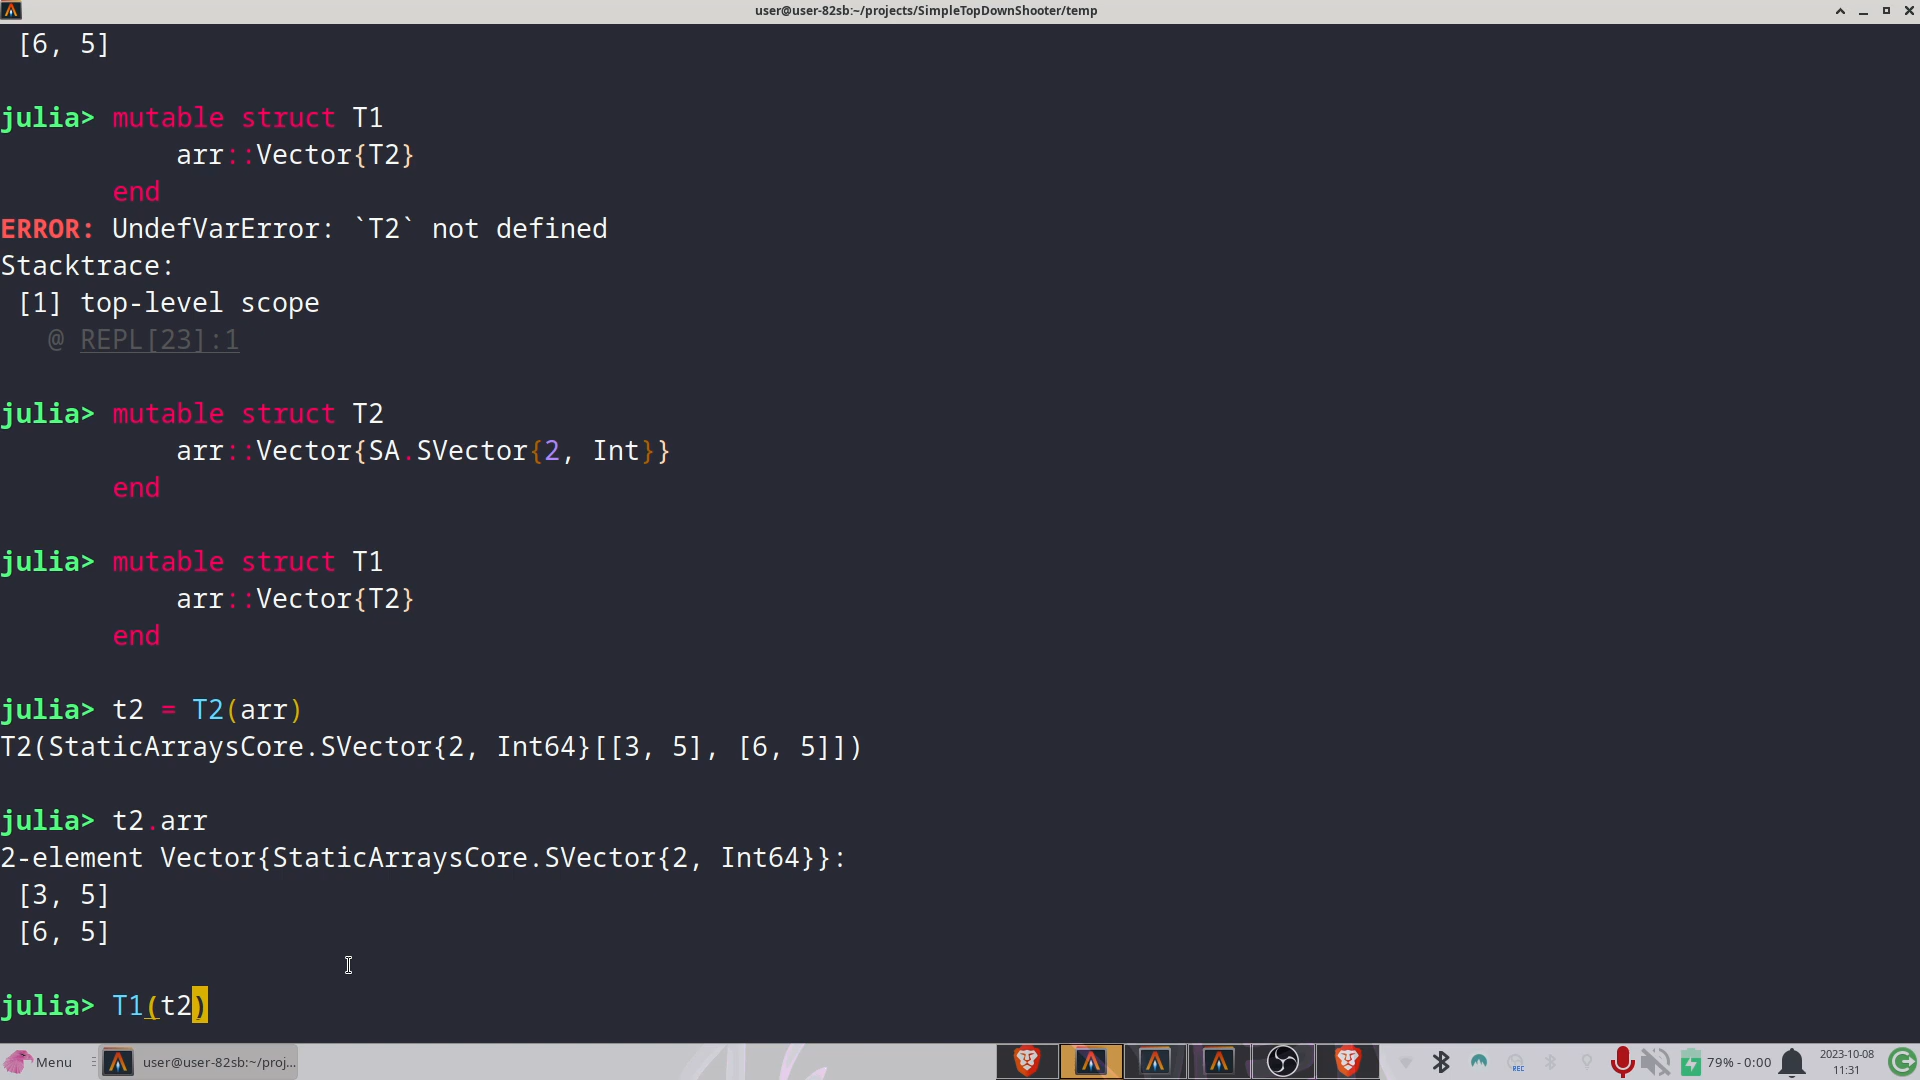 user@user-82sb:~/projects/SimpleTopDownShooter/temp
[6, 5]
julia> mutable struct T1
arr::Vector{T2}
end
ERROR: UndefVarError: `T2` not defined
Stacktrace:
[1] top-level scope
@ REPL[23]:1
julia> mutable struct T2
arr::Vector{SA.SVector{2, Int}}
end
julia> mutable struct T1
arr::Vector{T2}
end
julia> t2 = T2(arr)
T2(StaticArraysCore.SVector{2, Int64}[[3, 5], [6, 5]])
julia> t2.arr
2-element Vector{StaticArraysCore.SVector{2, Int64}}:
[3, 5]
[6, 5]
julia> T1(t2)
Menu
user@user-82sb:~/proj...
REC
79% - 0:00
2023-10-08
11:31